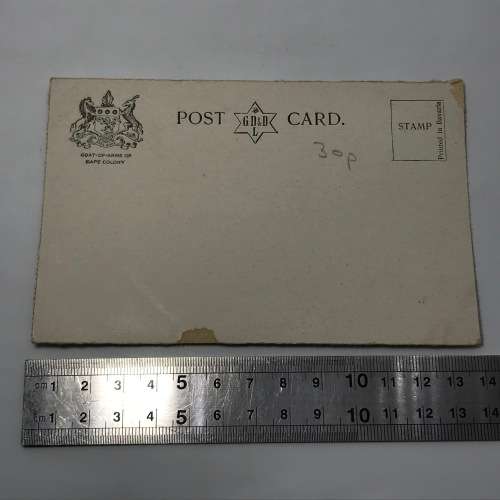 POST CARD.
G.D.&D.
L
COAT-OF-ARMS OF
CAPE COLONY
STAMP
Printed in Bavaria
30p
cm 1 2 3 4 5 6 7 8 9 10 11 12 13 14
cm 1 2 3 4 5 6 7 8 9 10 11 12 13 14